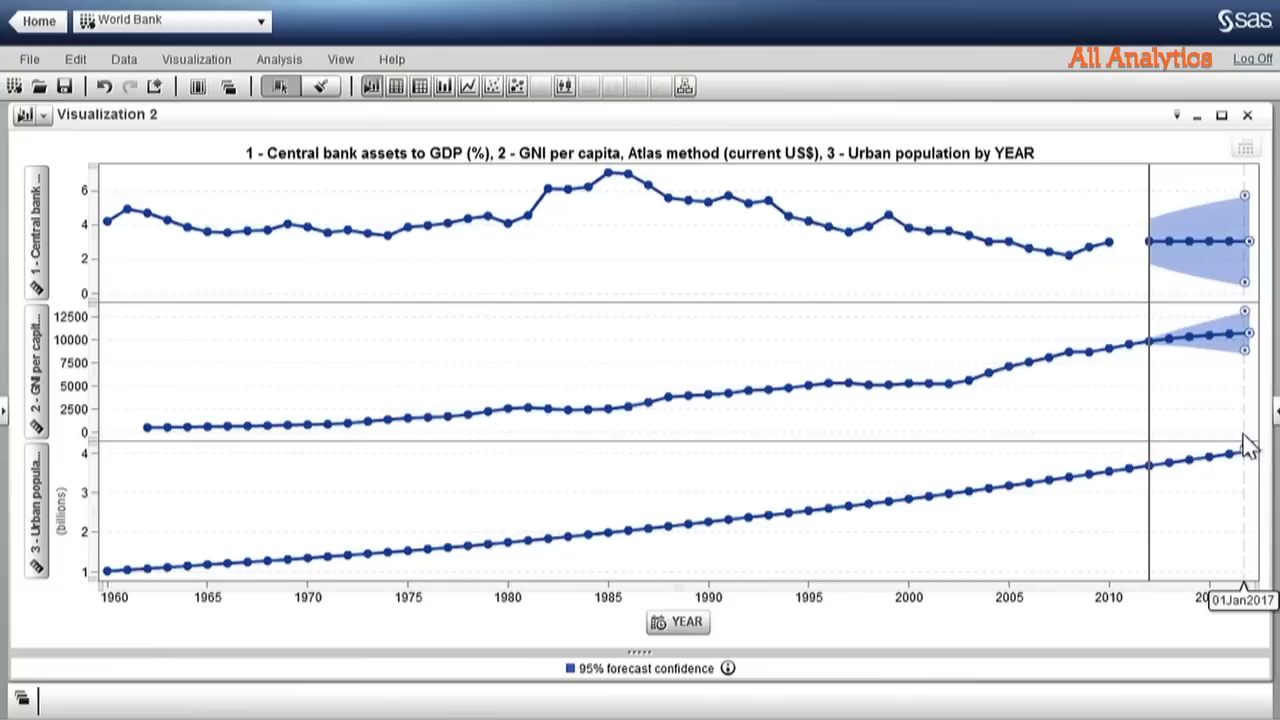 Home
World Bank
sas
All Analytics
File Edit Data Visualization Analysis View Help
Log Off
Visualization 2
1 - Central bank assets to GDP (%), 2 - GNI per capita, Atlas method (current US$), 3 - Urban population by YEAR
1 - Central bank ...
6
4
2
0
2 - GNI per capit...
12500
10000
7500
5000
2500
0
3 - Urban popula...
(billions)
4
3
2
1
1960 1965 1970 1975 1980 1985 1990 1995 2000 2005 2010
01Jan2017
YEAR
95% forecast confidence